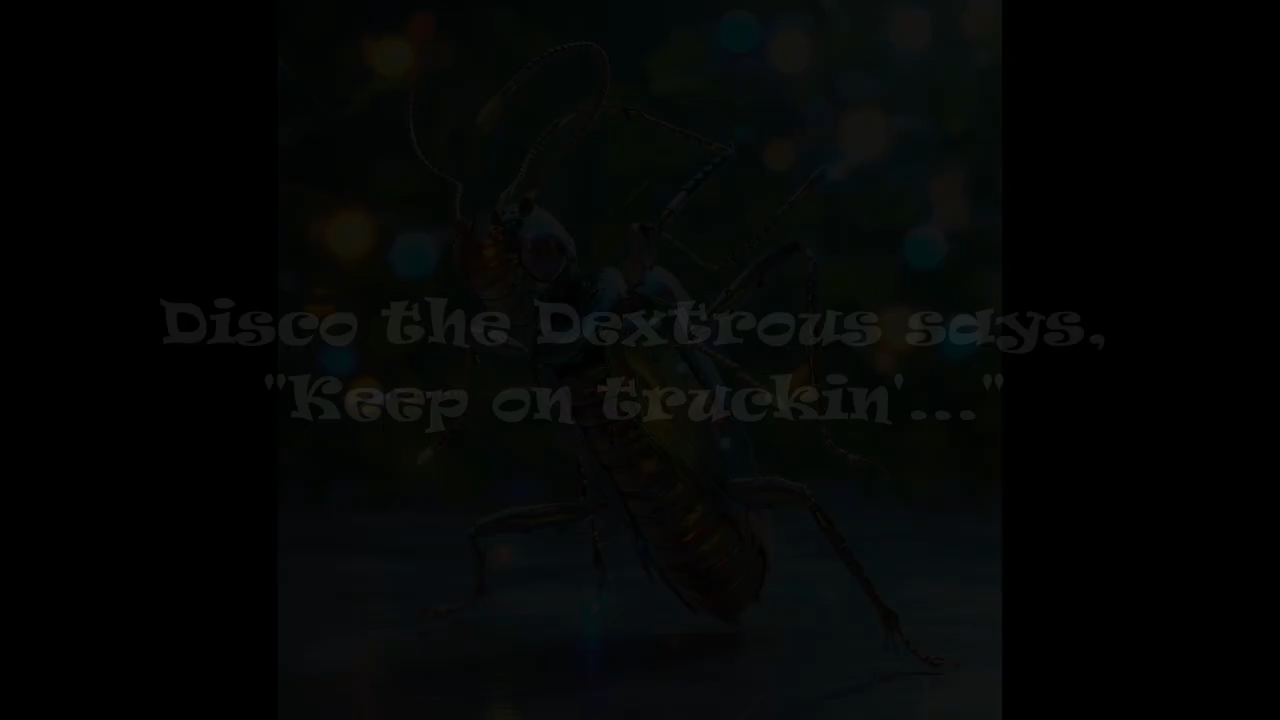 Disco the Dextrous says,
"Keep on truckin'..."